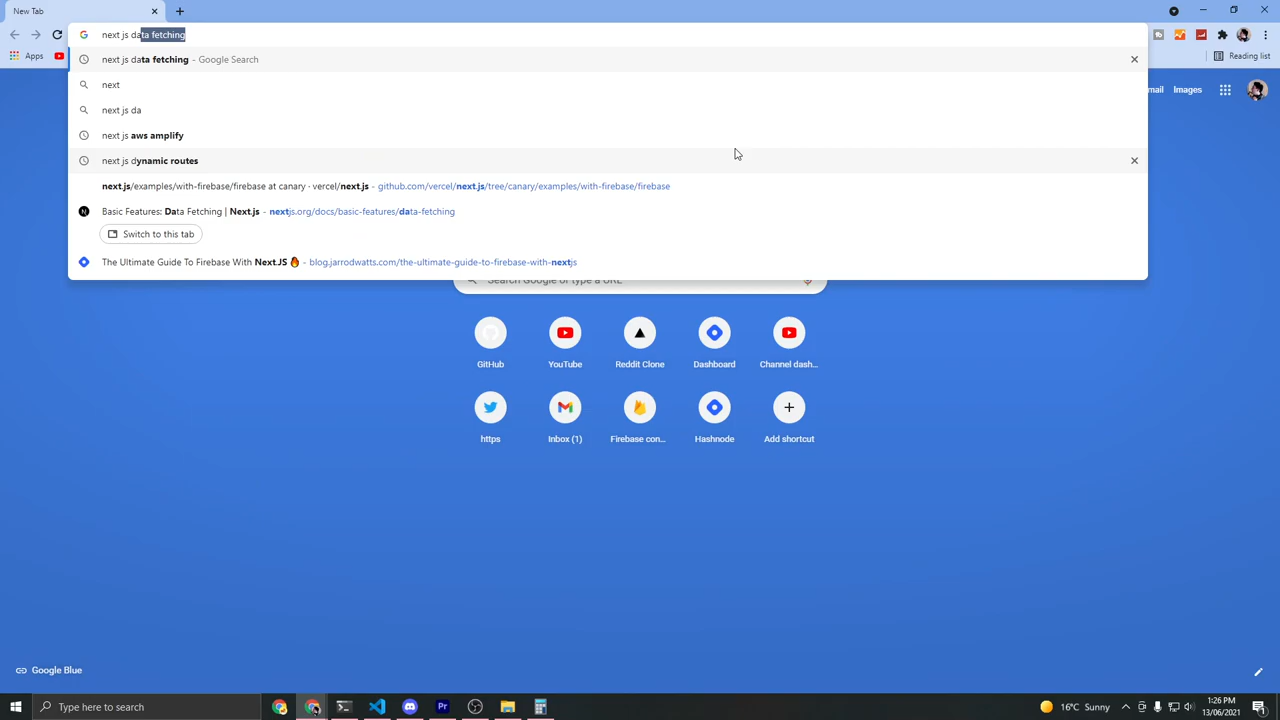 New Tab
next js data fetching
Apps
Reading list
next js data fetching - Google Search
next
mail
Images
next js da
next js aws amplify
next js dynamic routes
next.js/examples/with-firebase/firebase at canary · vercel/next.js - github.com/vercel/next.js/tree/canary/examples/with-firebase/firebase
Basic Features: Data Fetching | Next.js - nextjs.org/docs/basic-features/data-fetching
Switch to this tab
The Ultimate Guide To Firebase With Next.JS 🔥 - blog.jarrodwatts.com/the-ultimate-guide-to-firebase-with-nextjs
Search Google or type a URL
GitHub
YouTube
Reddit Clone
Dashboard
Channel dash...
https
Inbox (1)
Firebase con...
Hashnode
Add shortcut
Google Blue
Type here to search
Pr
16°C Sunny
1:26 PM
13/06/2021